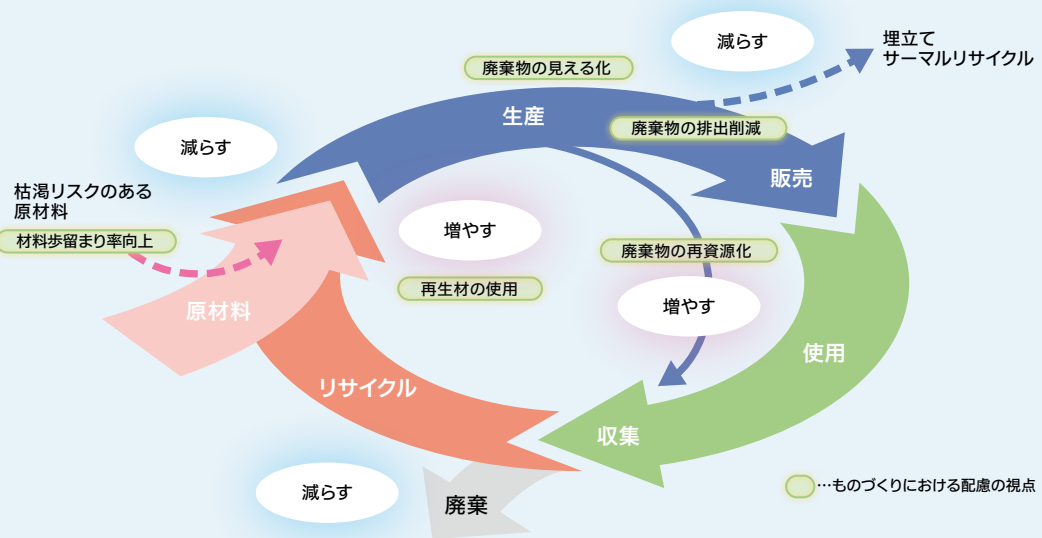 減らす
埋立て
サーマルリサイクル
廃棄物の見える化
生産
廃棄物の排出削減
減らす
販売
枯渇リスクのある
原材料
材料歩留まり率向上
増やす
廃棄物の再資源化
再生材の使用
増やす
原材料
使用
リサイクル
収集
減らす
廃棄
…ものづくりにおける配慮の視点